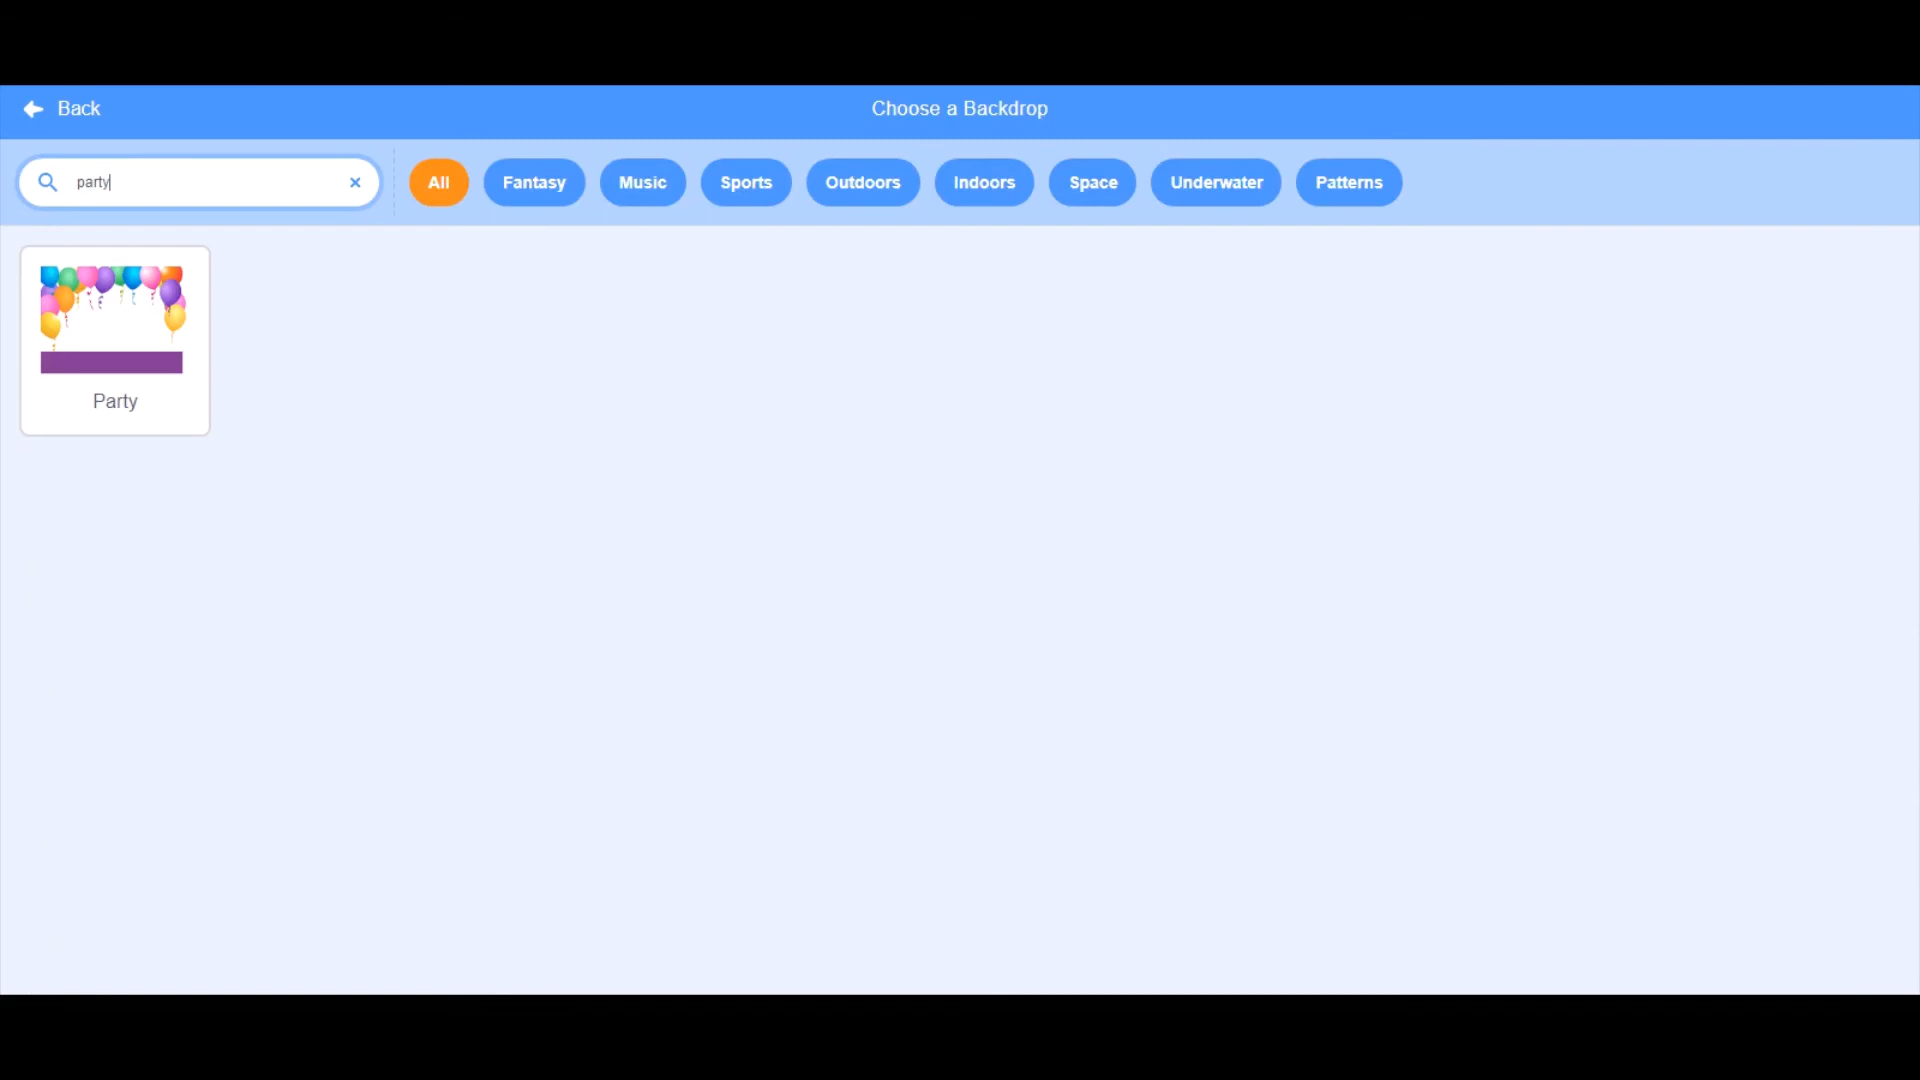 Back
Choose a Backdrop
party
All
Fantasy
Music
Sports
Outdoors
Indoors
Space
Underwater
Patterns
Party